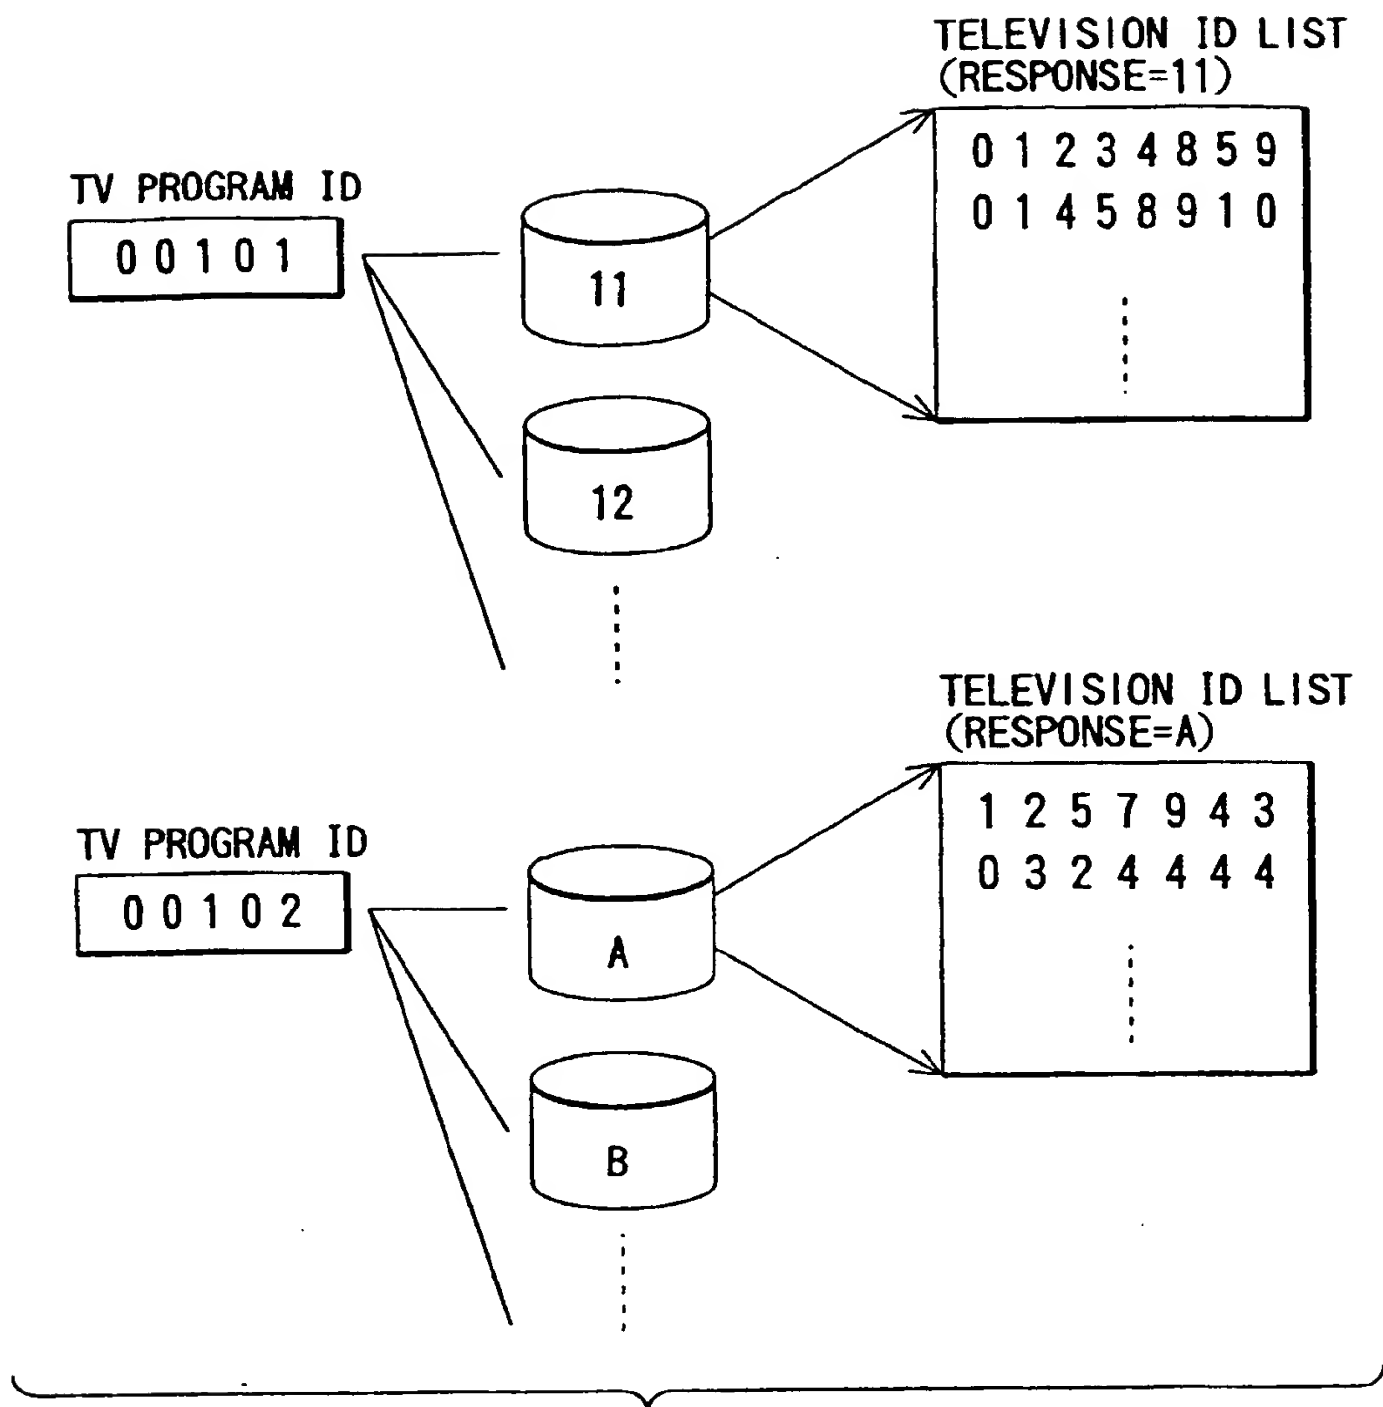 TELEVISION ID LIST
(RESPONSE=11)
0 1 2 3 4 8 5 9
0 1 4 5 8 9 1 0
TV PROGRAM ID
0 0 1 0 1
11
12
TELEVISION ID LIST
(RESPONSE=A)
1 2 5 7 9 4 3
0 3 2 4 4 4 4
TV PROGRAM ID
0 0 1 0 2
A
B